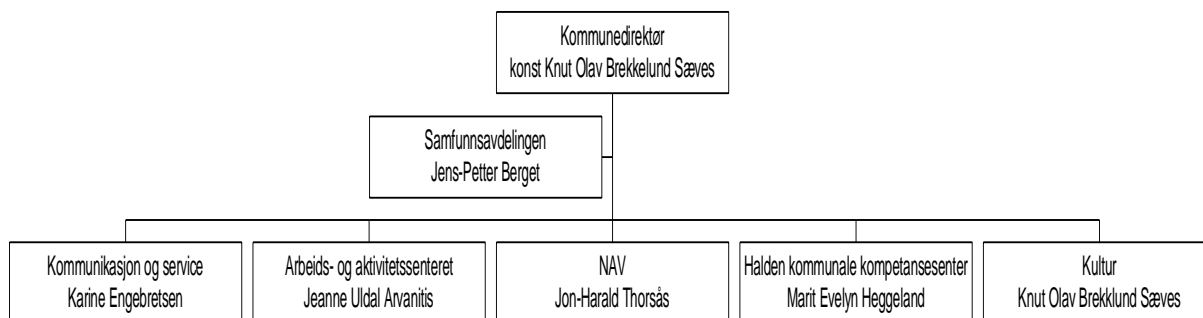 Kommunedirektør
konst Knut Olav Brekkelund Sæves
Samfunnsavdelingen
Jens-Petter Berget
Kommunikasjon og service
Karine Engebretsen
Arbeids- og aktivitetssenteret
Jeanne Uldal Arvanitis
NAV
Jon-Harald Thorsås
Halden kommunale kompetansesenter
Marit Evelyn Heggeland
Kultur
Knut Olav Brekklund Sæves